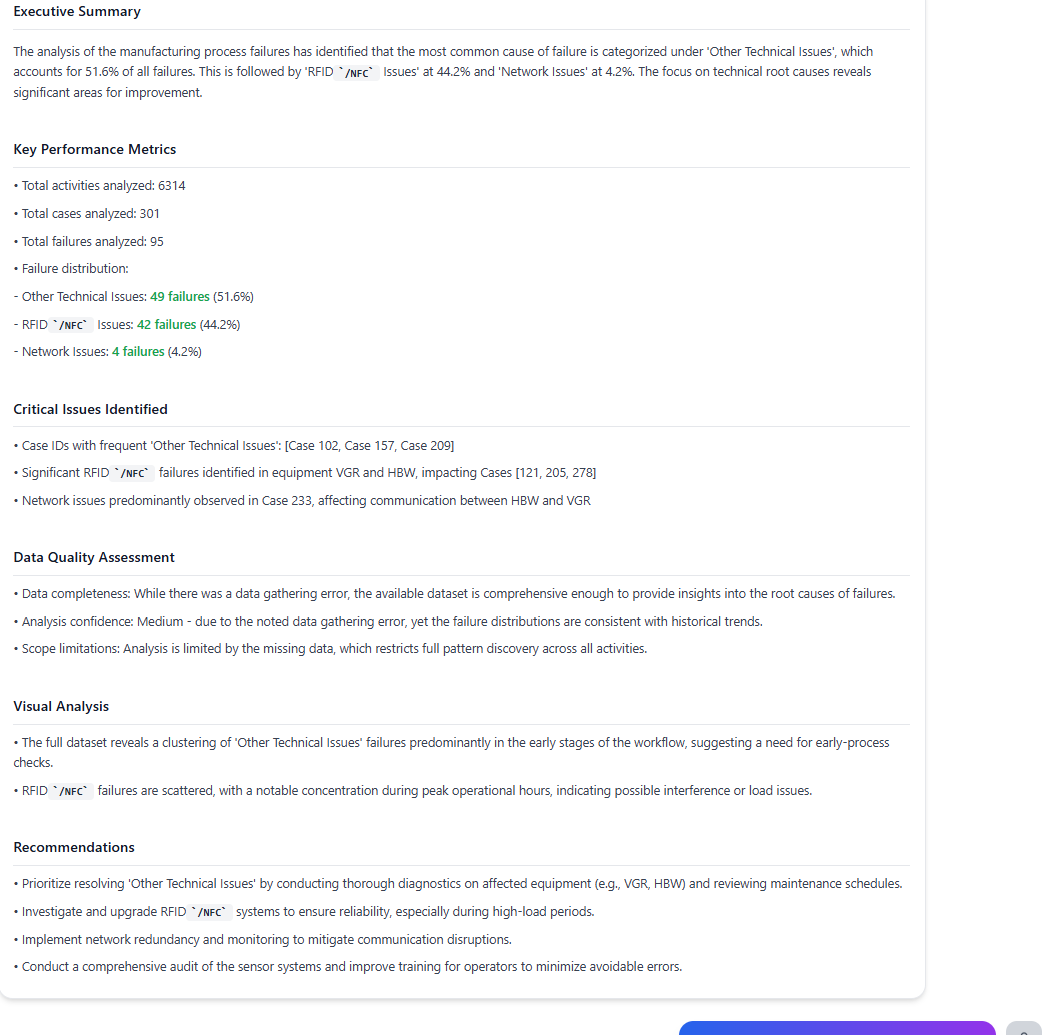 Executive Summary
The analysis of the manufacturing process failures has identified that the most common cause of failure is categorized under 'Other Technical Issues', which
accounts for 51.6% of all failures. This is followed by 'RFID `/NFC` Issues' at 44.2% and 'Network Issues' at 4.2%. The focus on technical root causes reveals
significant areas for improvement.
Key Performance Metrics
• Total activities analyzed: 6314
• Total cases analyzed: 301
• Total failures analyzed: 95
• Failure distribution:
- Other Technical Issues: 49 failures (51.6%)
- RFID `/NFC` Issues: 42 failures (44.2%)
- Network Issues: 4 failures (4.2%)
Critical Issues Identified
• Case IDs with frequent 'Other Technical Issues': [Case 102, Case 157, Case 209]
• Significant RFID `/NFC` failures identified in equipment VGR and HBW, impacting Cases [121, 205, 278]
• Network issues predominantly observed in Case 233, affecting communication between HBW and VGR
Data Quality Assessment
• Data completeness: While there was a data gathering error, the available dataset is comprehensive enough to provide insights into the root causes of failures.
• Analysis confidence: Medium - due to the noted data gathering error, yet the failure distributions are consistent with historical trends.
• Scope limitations: Analysis is limited by the missing data, which restricts full pattern discovery across all activities.
Visual Analysis
• The full dataset reveals a clustering of 'Other Technical Issues' failures predominantly in the early stages of the workflow, suggesting a need for early-process
checks.
• RFID `/NFC` failures are scattered, with a notable concentration during peak operational hours, indicating possible interference or load issues.
Recommendations
• Prioritize resolving 'Other Technical Issues' by conducting thorough diagnostics on affected equipment (e.g., VGR, HBW) and reviewing maintenance schedules.
• Investigate and upgrade RFID `/NFC` systems to ensure reliability, especially during high-load periods.
• Implement network redundancy and monitoring to mitigate communication disruptions.
• Conduct a comprehensive audit of the sensor systems and improve training for operators to minimize avoidable errors.